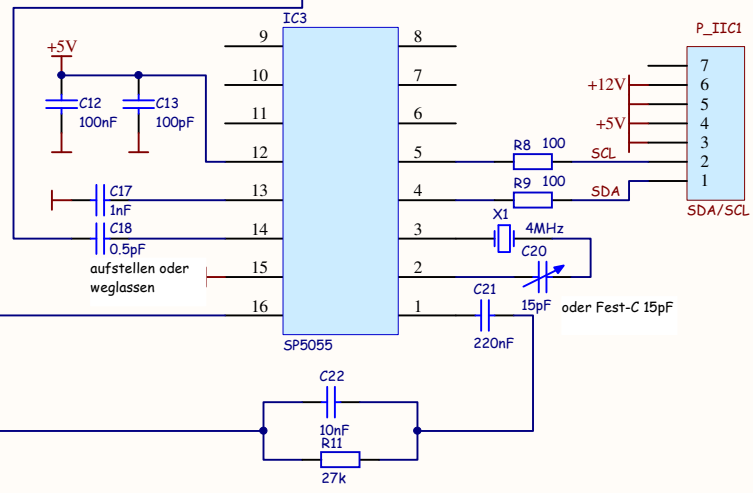 IC3
P_IIC1
+5V
9
8
7
10
7
+12V
6
C12
C13
5
100nF
100pF
11
6
+5V
4
R8
100
3
12
5
SCL
2
R9
100
1
C17
13
4
SDA
SDA/SCL
1nF
X1
C18
14
3
4MHz
0.5pF
C20
aufstellen oder
15
2
weglassen
C21
15pF
oder Fest-C 15pF
16
1
SP5055
220nF
C22
10nF
R11
27k